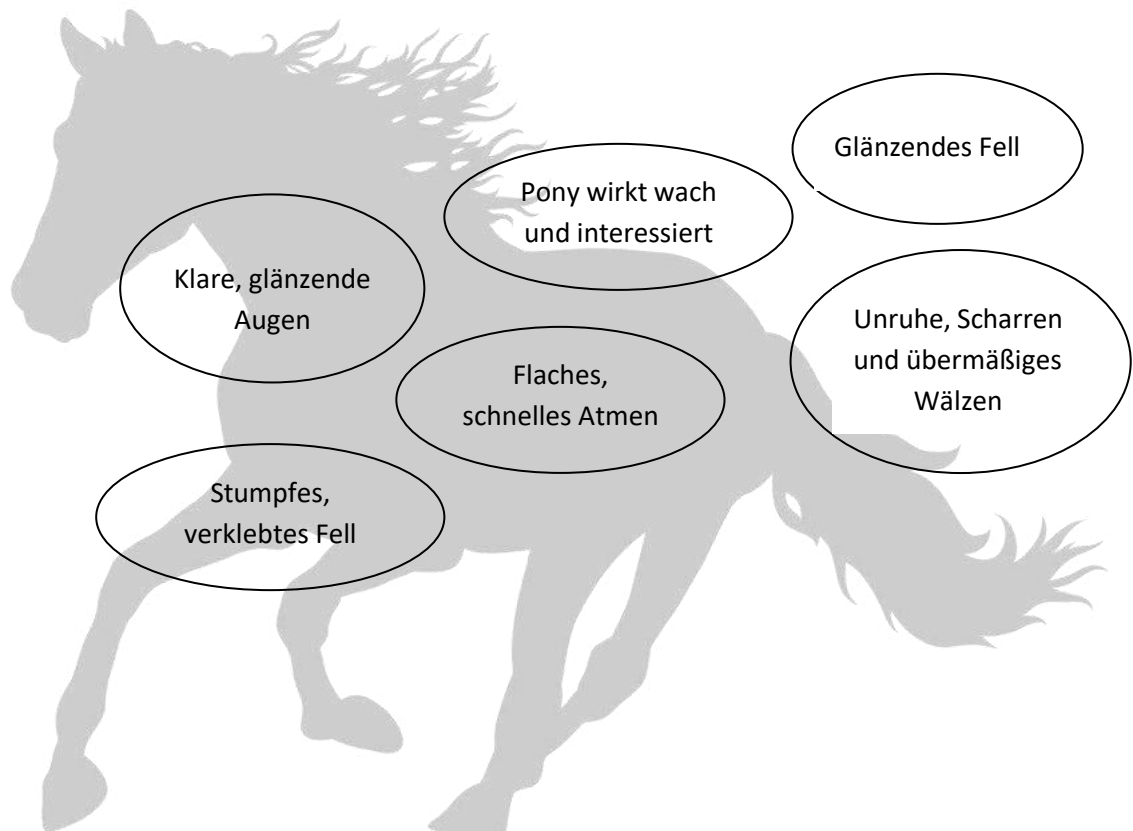 Glänzendes Fell
Pony wirkt wach
und interessiert
Klare, glänzende
Augen
Unruhe, Scharren
und übermäßiges
Wälzen
Flaches,
schnelles Atmen
Stumpfes,
verklebtes Fell